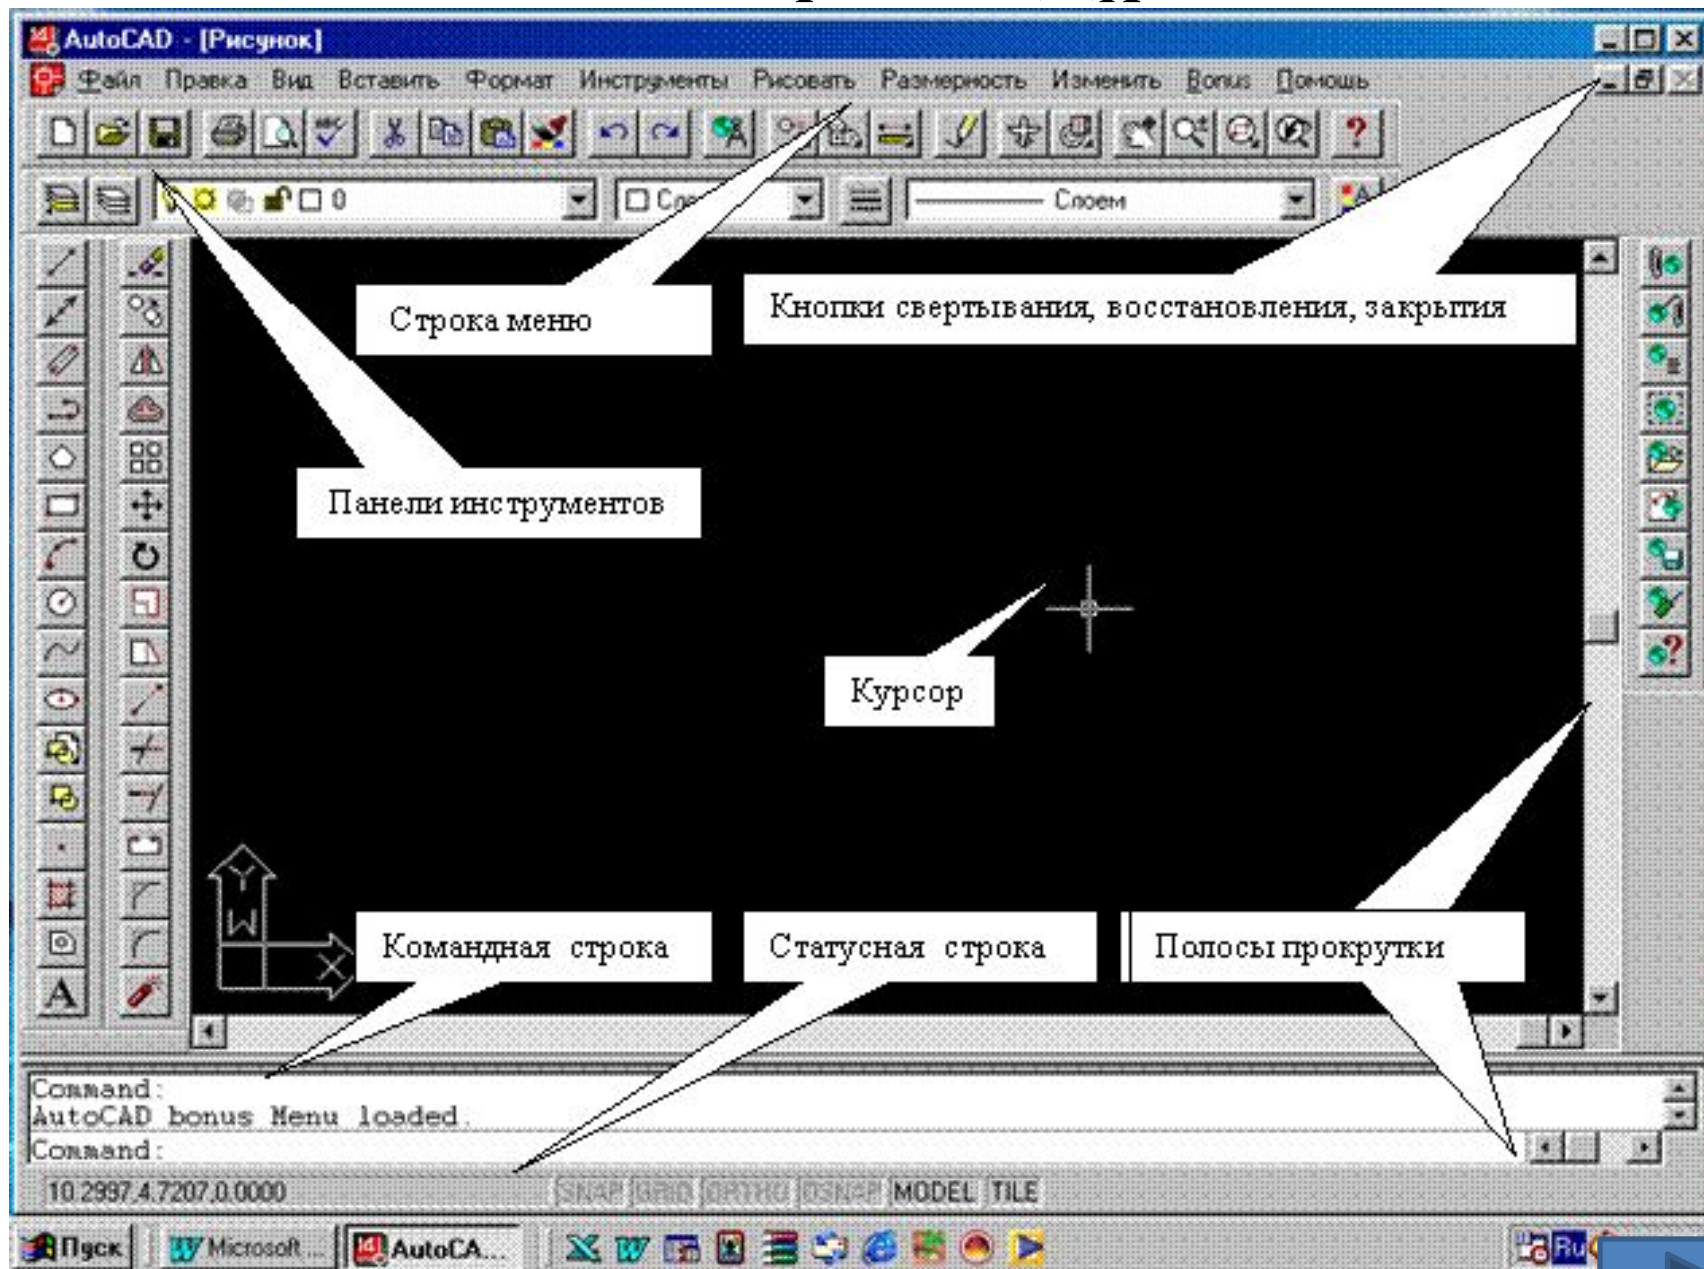 AutoCAD - [Рисунок]
Файл Правка Вид Вставить Формат Инструменты Рисовать Размерность Изменить Bonus Помощь
0 Слоем
Строка меню
Кнопки свертывания, восстановления, закрытия
Панели инструментов
Курсор
Командная строка
Статусная строка
Полосы прокрутки
Y
W
X
A
Command:
AutoCAD bonus Menu loaded.
Command:
10.2997,4.7207,0.0000 SNAP GRID ORTHO OSNAP MODEL TILE
Пуск Microsoft ... AutoCA... Ru